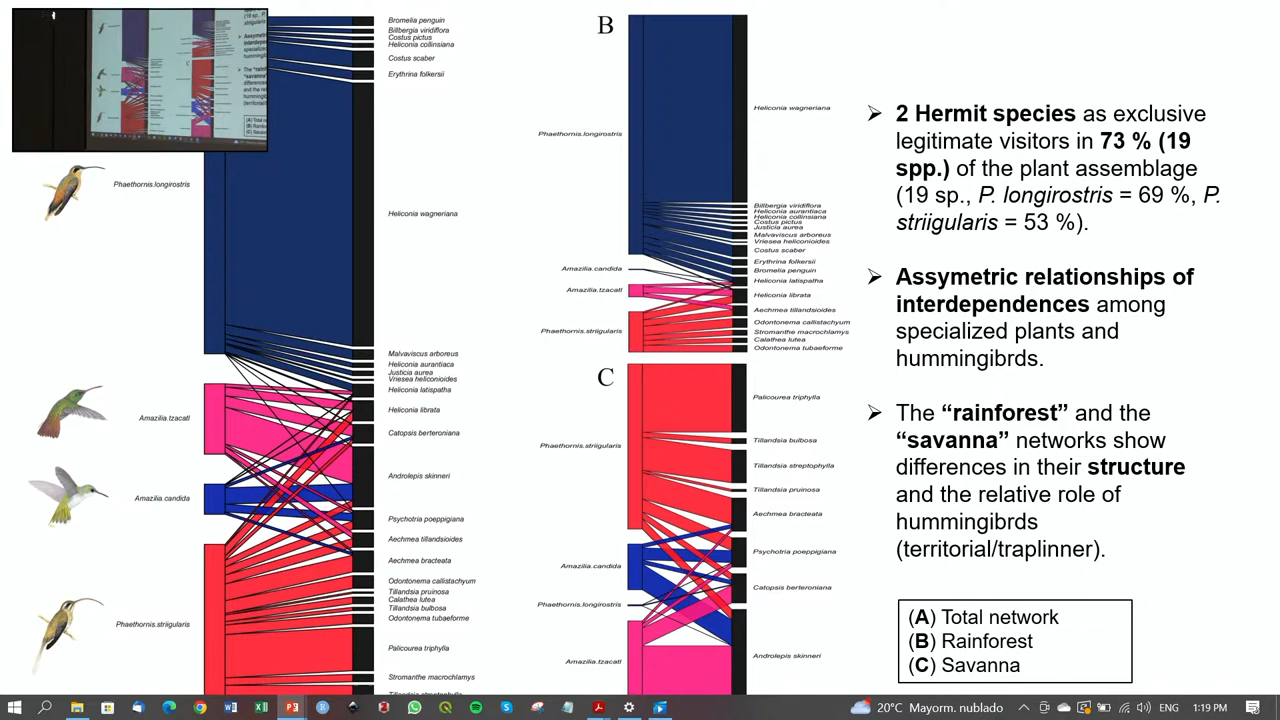 Bromelia penguin
Billbergia viridiflora
Costus pictus
Heliconia collinsiana
Costus scaber
Erythrina folkersii
Phaethornis.longirostris
Heliconia wagneriana
Malvaviscus arboreus
Heliconia aurantiaca
Justicia aurea
Vriesea heliconioides
Heliconia latispatha
Amazilia.tzacatl
Heliconia librata
Catopsis berteroniana
Androlepis skinneri
Amazilia.candida
Psychotria poeppigiana
Aechmea tillandsioides
Aechmea bracteata
Odontonema callistachyum
Tillandsia pruinosa
Calathea lutea
Tillandsia bulbosa
Odontonema tubaeforme
Phaethornis.striigularis
Palicourea triphylla
Stromanthe macrochlamys
B
Heliconia wagneriana
Phaethornis.longirostris
Billbergia viridiflora
Heliconia aurantiaca
Heliconia collinsiana
Costus pictus
Justicia aurea
Malvaviscus arboreus
Vriesea heliconioides
Costus scaber
Erythrina folkersii
Amazilia.candida
Bromelia penguin
Heliconia latispatha
Amazilia.tzacatl
Heliconia librata
Aechmea tillandsioides
Odontonema callistachyum
Phaethornis.striigularis
Stromanthe macrochlamys
Calathea lutea
Odontonema tubaeforme
C
Palicourea triphylla
Tillandsia bulbosa
Phaethornis.striigularis
Tillandsia streptophylla
Tillandsia pruinosa
Aechmea bracteata
Psychotria poeppigiana
Amazilia.candida
Catopsis berteroniana
Phaethornis.longirostris
Androlepis skinneri
Amazilia.tzacatl
2 Hermit species as exclusive
legitimate visitors in 73 % (19
spp.) of the plant assemblage
(19 sp., P. longirostris = 69 %, P.
striigularis = 53 %).
Assymetric relationships of
interdependences among
specialized plants and
hummingibrds.
The “rainforest” and the
“savanna” networks show
differences in their structure
and the relative role of
hummingibrds
(territorial/traplinner).
(A) Total network
(B) Rainforest
(C) Savanna
20°C Mayorm. nublado
ENG
1:19 PM